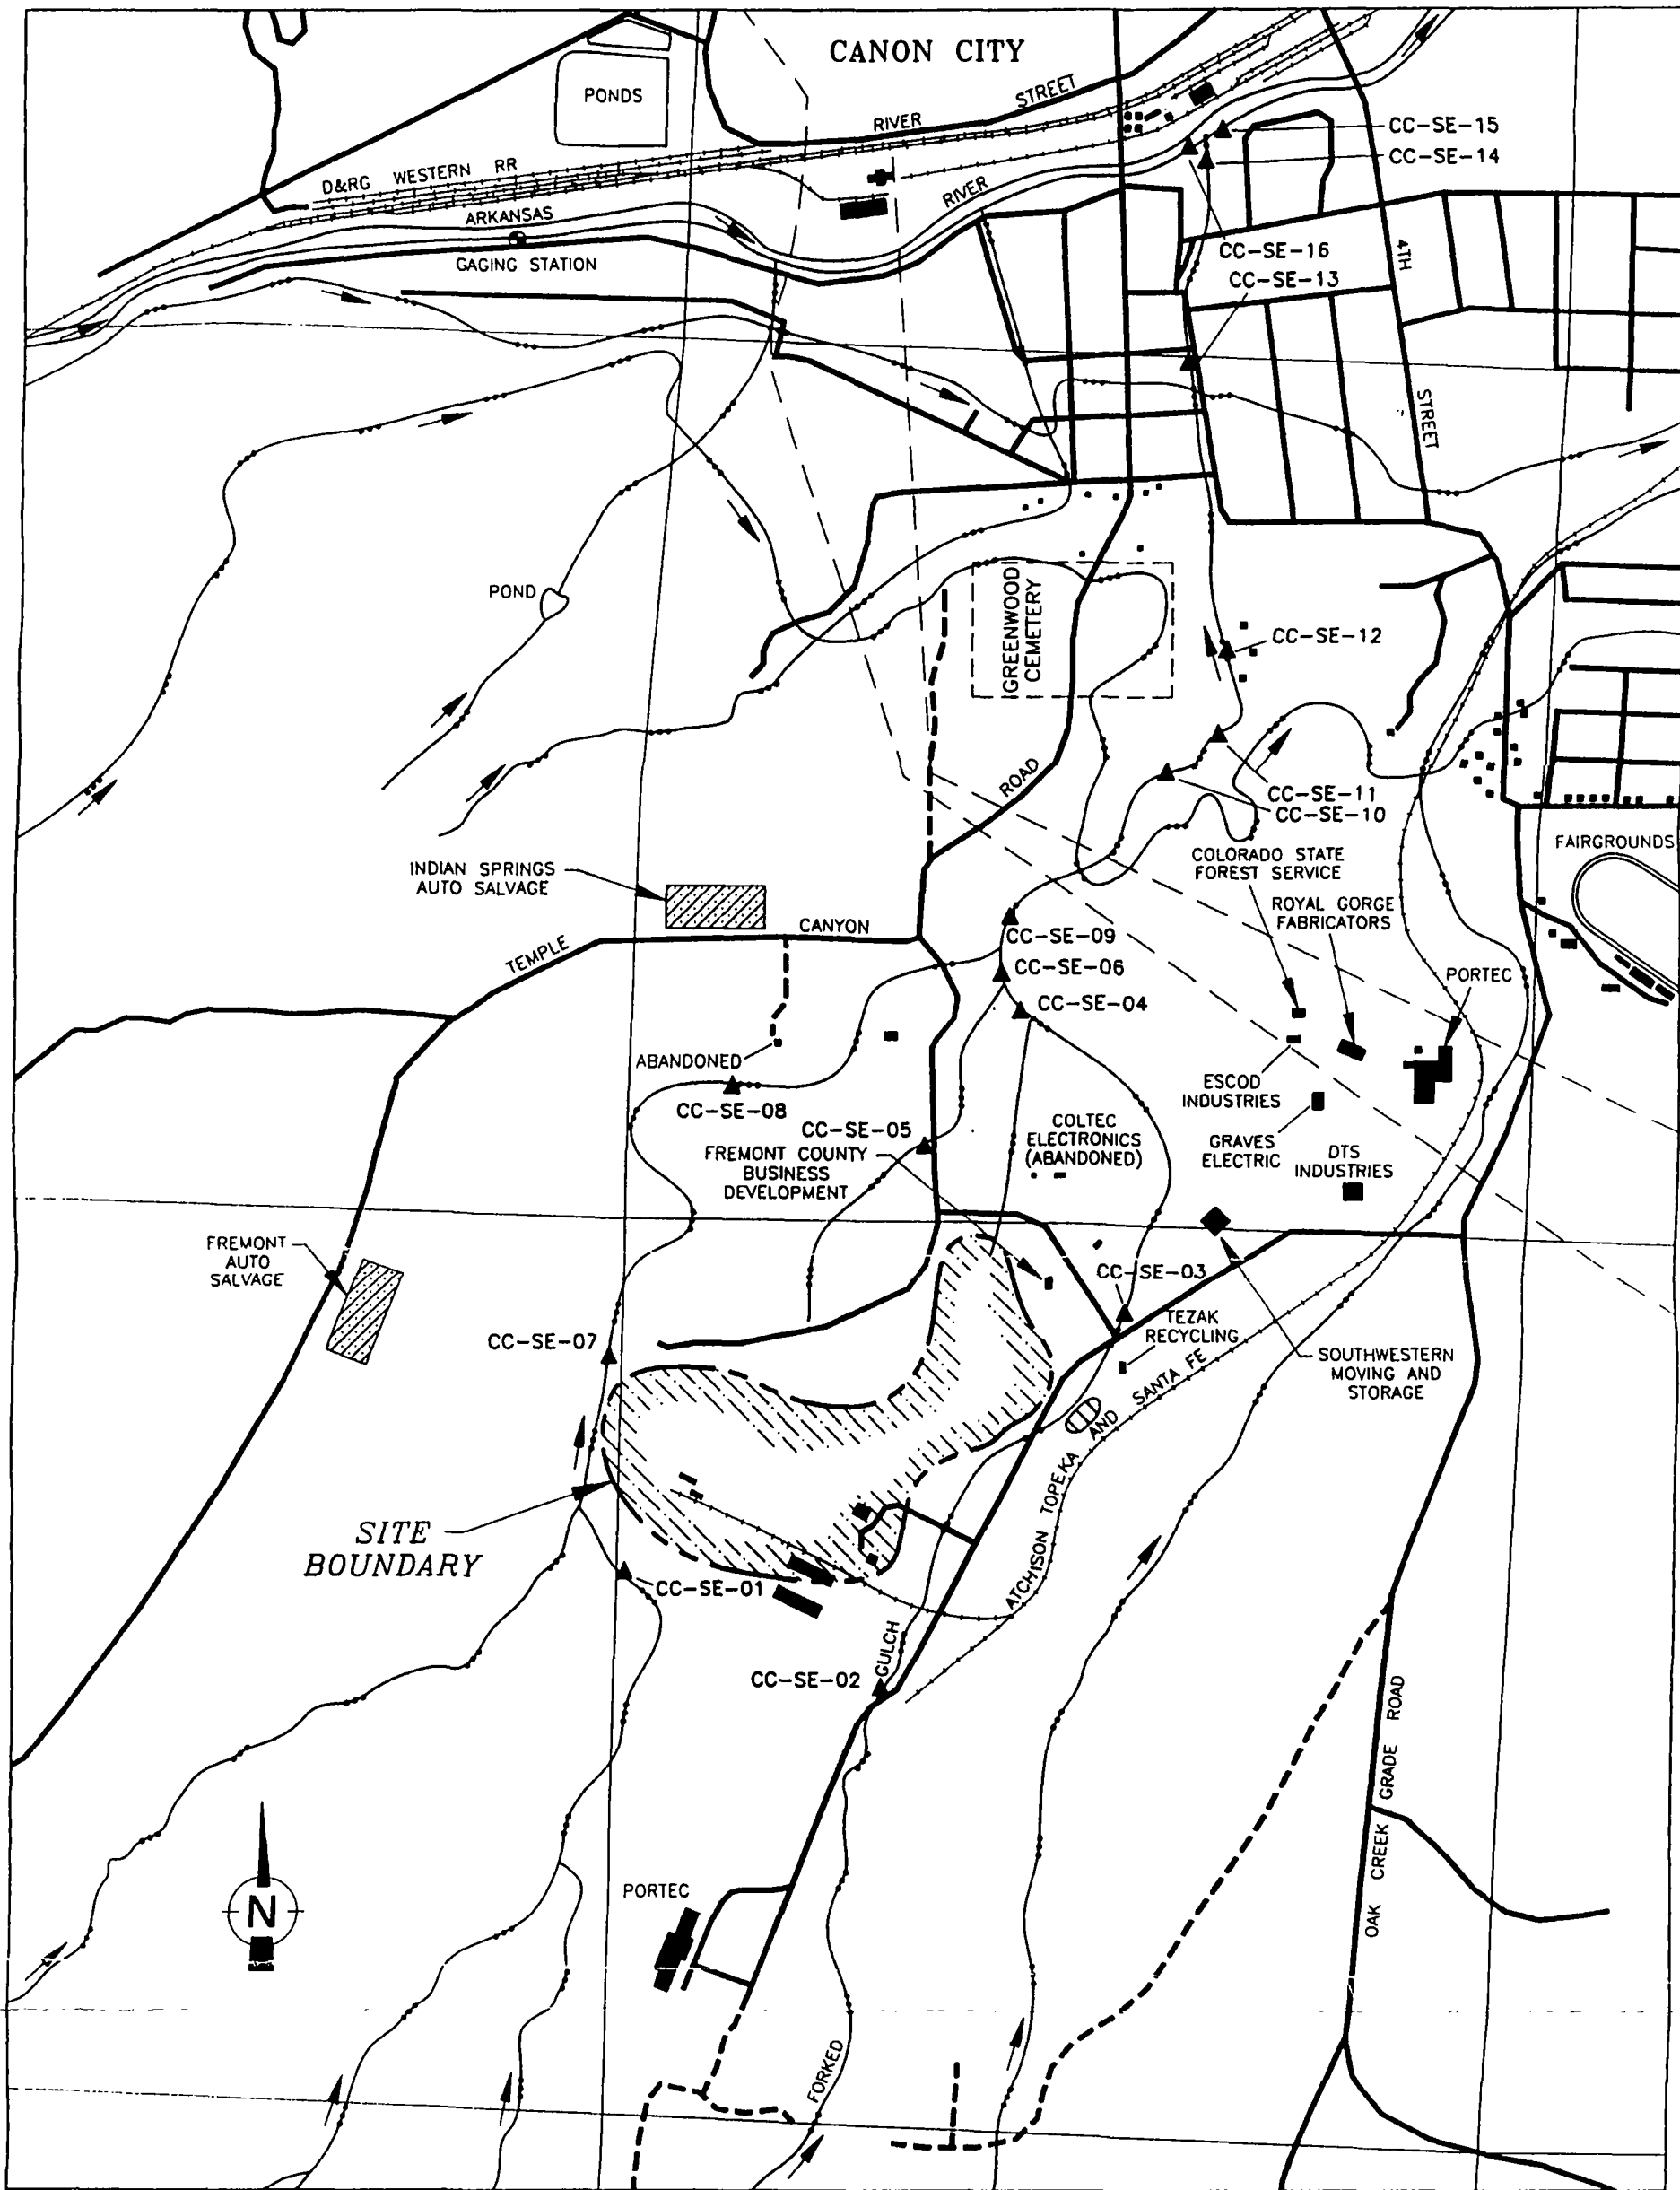 CANON CITY
PONDS
STREET
RIVER
CC-SE-15
CC-SE-14
D&RG WESTERN RR
RIVER
ARKANSAS
GAGING STATION
4TH
CC-SE-16
CC-SE-13
STREET
POND
GREENWOOD
CEMETERY
CC-SE-12
ROAD
CC-SE-11
CC-SE-10
INDIAN SPRINGS
AUTO SALVAGE
COLORADO STATE
FOREST SERVICE
FAIRGROUNDS
ROYAL GORGE
FABRICATORS
CANYON
TEMPLE
CC-SE-09
CC-SE-06
CC-SE-04
PORTEC
ABANDONED
CC-SE-08
ESCOD
INDUSTRIES
CC-SE-05
COLTEC
ELECTRONICS
(ABANDONED)
GRAVES
ELECTRIC
DTS
INDUSTRIES
FREMONT COUNTY
BUSINESS
DEVELOPMENT
FREMONT
AUTO
SALVAGE
CC-SE-03
TEZAK
RECYCLING
CC-SE-07
SOUTHWESTERN
MOVING AND
STORAGE
ATCHISON TOPEKA AND SANTA FE
SITE
BOUNDARY
CC-SE-01
GULCH
CC-SE-02
OAK CREEK GRADE ROAD
PORTEC
N
FORKED